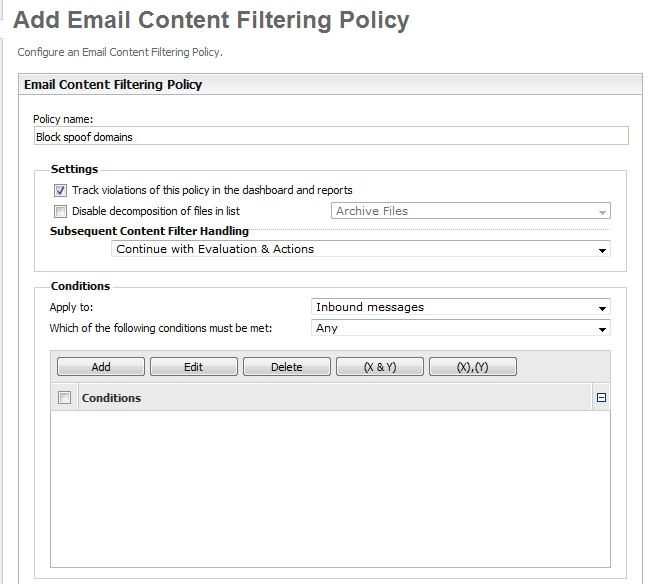 Add Email Content Filtering Policy
Configure an Email Content Filtering Policy.
Email Content Filtering Policy
Policy name:
Block spoof domains
Settings
Track violations of this policy in the dashboard and reports
Disable decomposition of files in list Archive Files
Subsequent Content Filter Handling
Continue with Evaluation & Actions
Conditions
Apply to: Inbound messages
Which of the following conditions must be met: Any
Add Edit Delete (X & Y) (X),(Y)
Conditions